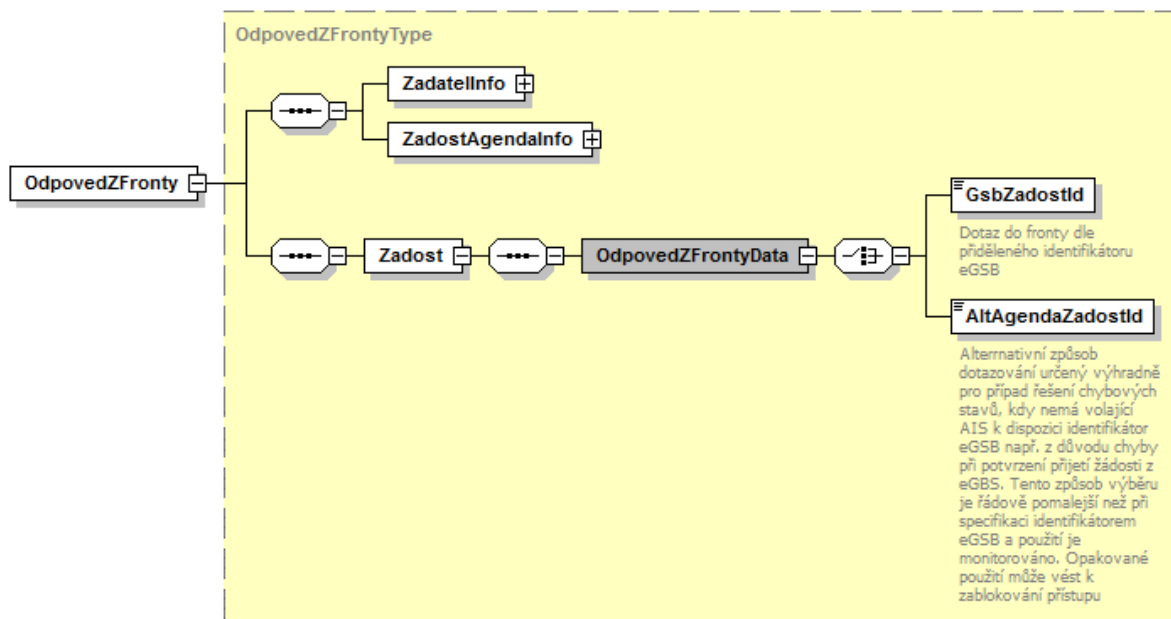 OdpovedZFrontyType
ZadatelInfo
ZadostAgendaInfo
OdpovedZFronty
Zadost
OdpovedZFrontyData
GsbZadostId
Dotaz do fronty dle
přiděleného identifikátoru
eGSB
AltAgendaZadostId
Alterrnativní způsob
dotazování určený výhradně
pro případ řešení chybových
stavů, kdy nemá volající
AIS k dispozici identifikátor
eGSB např. z důvodu chyby
při potvrzení přijetí žádosti z
eGBS. Tento způsob výběru
je řádově pomalejší než při
specifikaci identifikátorem
eGSB a použití je
monitorováno. Opakované
použití může vést k
zablokování přístupu